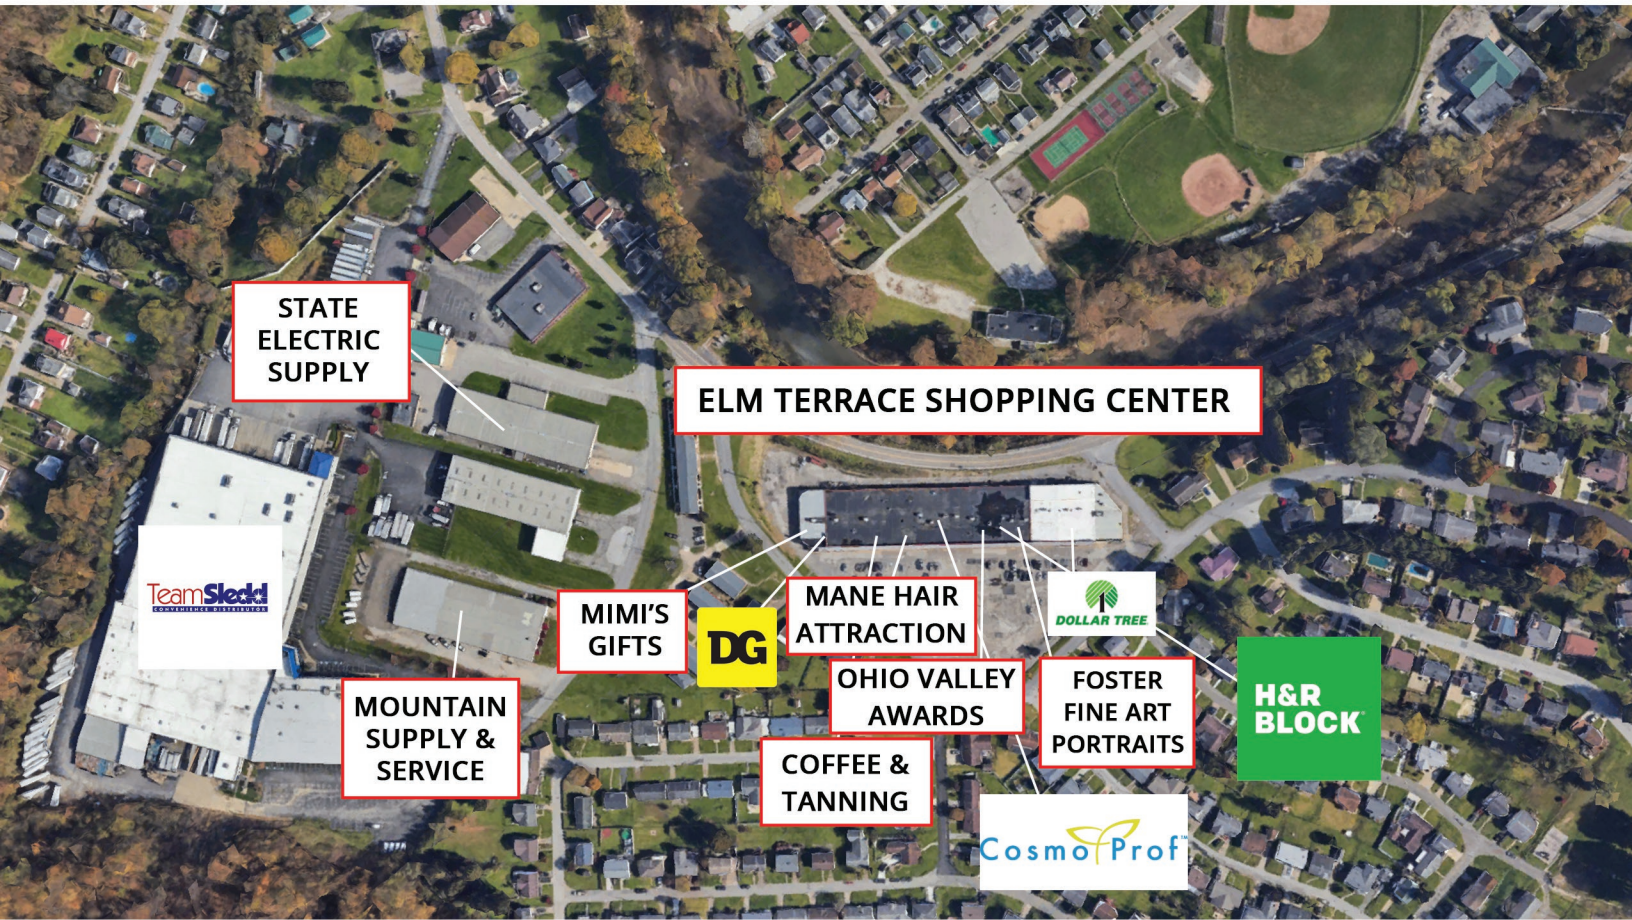 STATE
ELECTRIC
SUPPLY
ELM TERRACE SHOPPING CENTER
TeamSledd
CONVENIENCE DISTRIBUTOR
MIMI'S
GIFTS
DG
MANE HAIR
ATTRACTION
DOLLAR TREE
OHIO VALLEY
AWARDS
FOSTER
FINE ART
PORTRAITS
H&R
BLOCK
MOUNTAIN
SUPPLY &
SERVICE
COFFEE &
TANNING
CosmoProf™